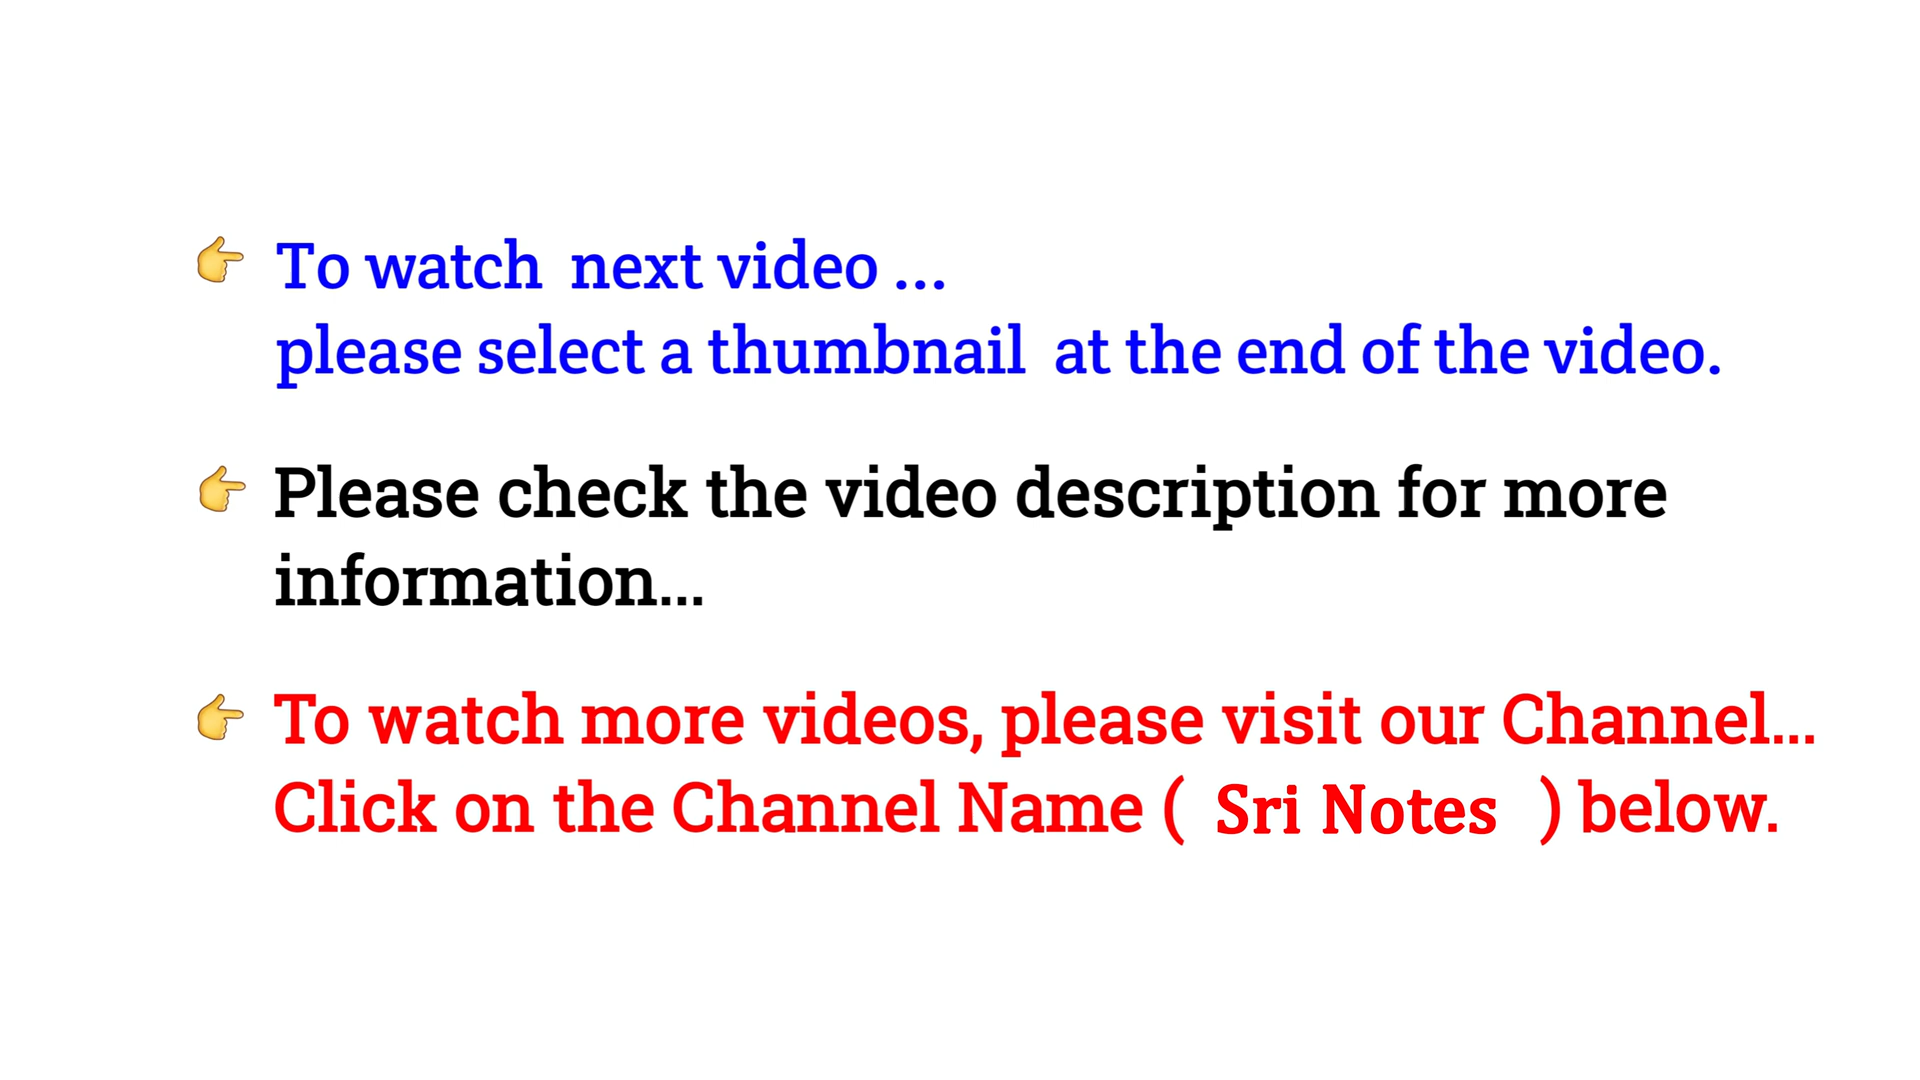 👉 To watch next video ...
please select a thumbnail at the end of the video.
👉 Please check the video description for more
information...
👉 To watch more videos, please visit our Channel...
Click on the Channel Name ( Sri Notes ) below.